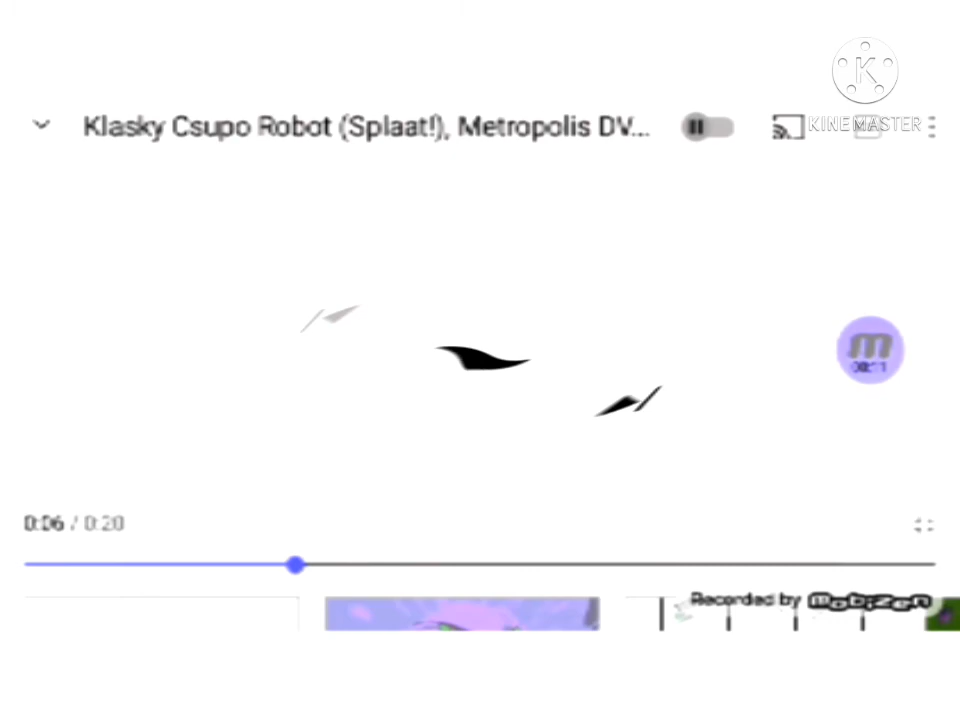 K
KINEMASTER
Klasky Csupo Robot (Splaat!), Metropolis DV...
m
0:06 / 0:20
Recorded by Mobizen